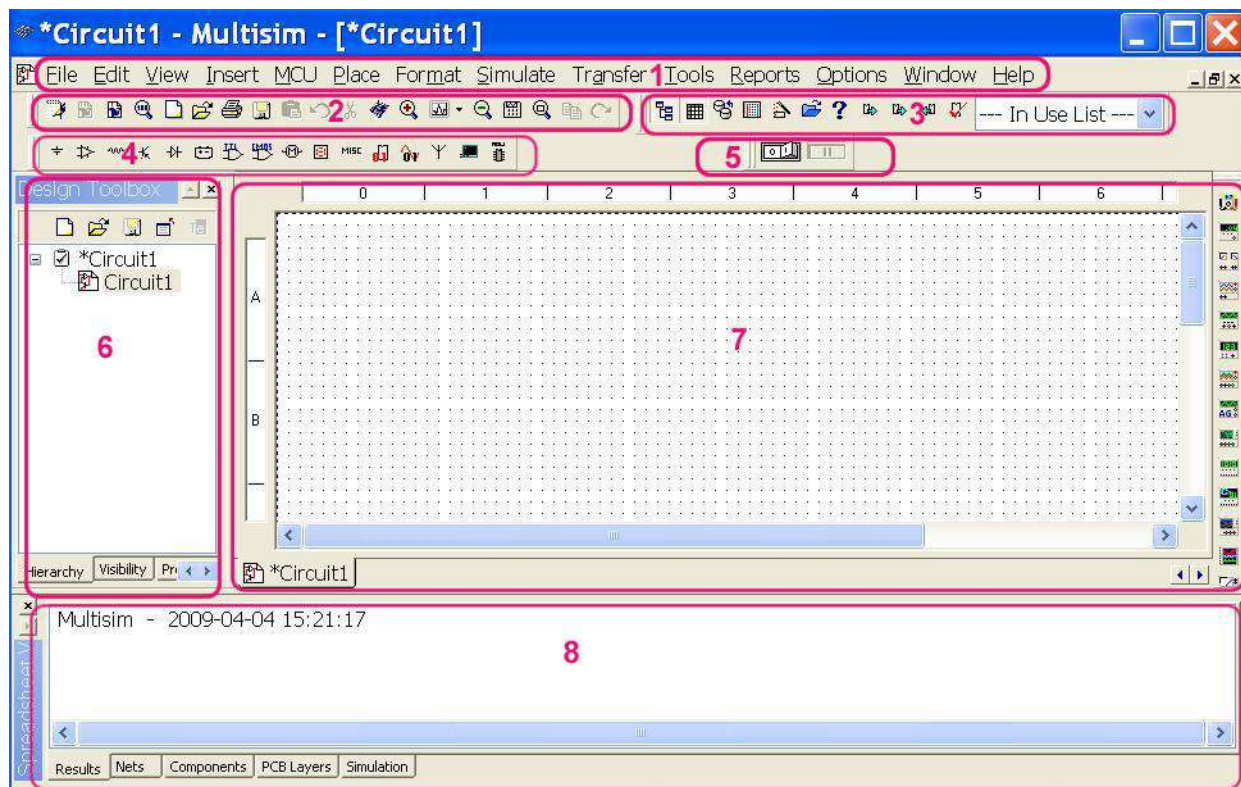 *Circuit1 - Multisim - [*Circuit1]
File Edit View Insert MCU Place Format Simulate Transfer 1 Tools Reports Options Window Help
2
3 --- In Use List ---
4 MISC
5
Design Toolbox
0 1 2 3 4 5 6
*Circuit1
Circuit1
A
6
7
B
Hierarchy Visibility
*Circuit1
Multisim - 2009-04-04 15:21:17
8
Spreadsheet V
Results Nets Components PCB Layers Simulation